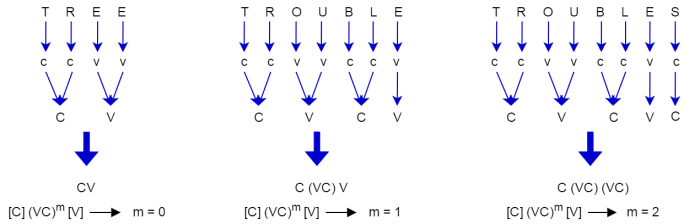 T R E E T R O U B L E T R O U B L E S
c c v v c c v v c c v c c v v c c v c
C V C V C V C V C V C
CV C (VC) V C (VC) (VC)
[C] (VC)^m [V] ⟶ m = 0 [C] (VC)^m [V] ⟶ m = 1 [C] (VC)^m [V] ⟶ m = 2